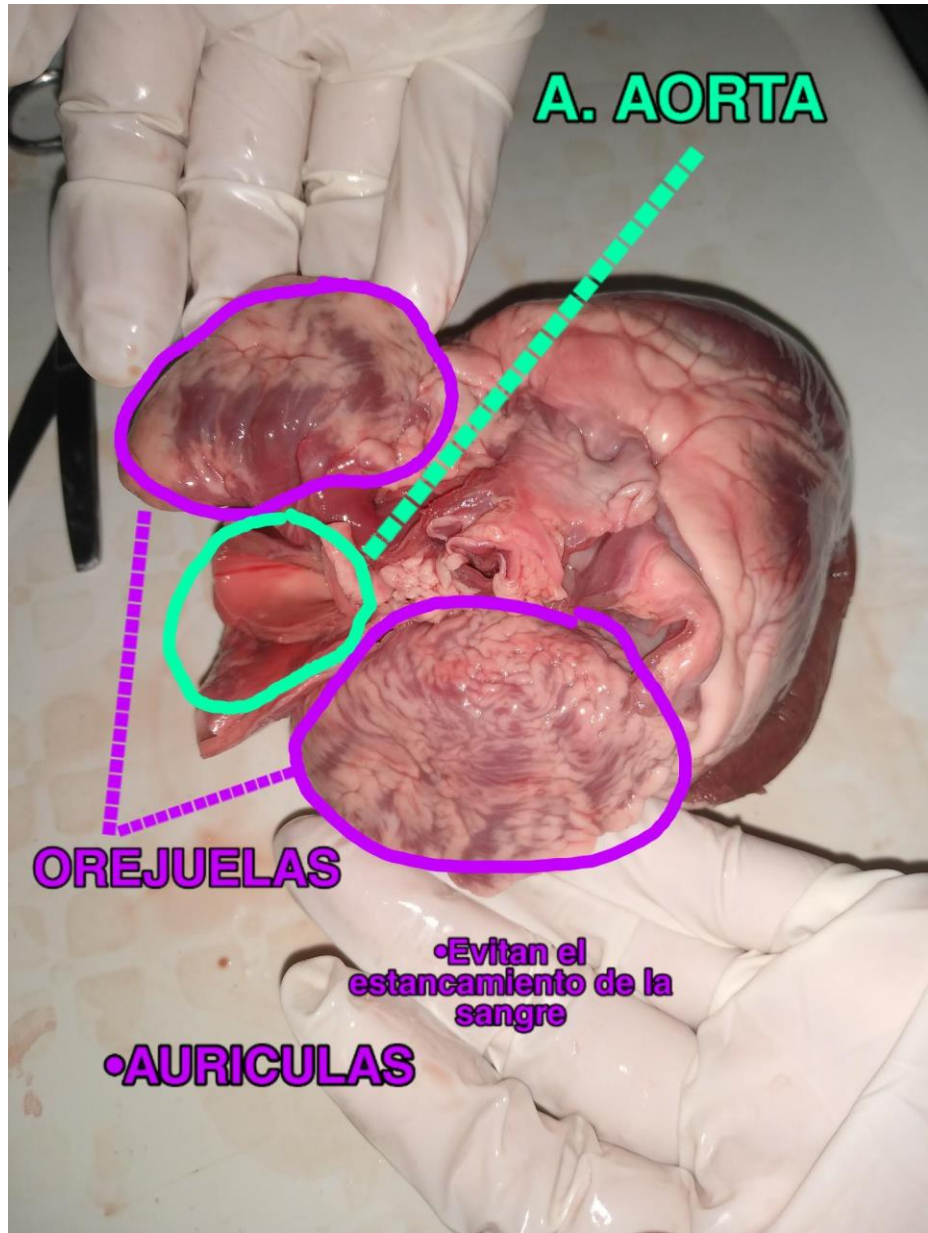 A. AORTA
OREJUELAS
•Evitan el
estancamiento de la
sangre
•AURICULAS